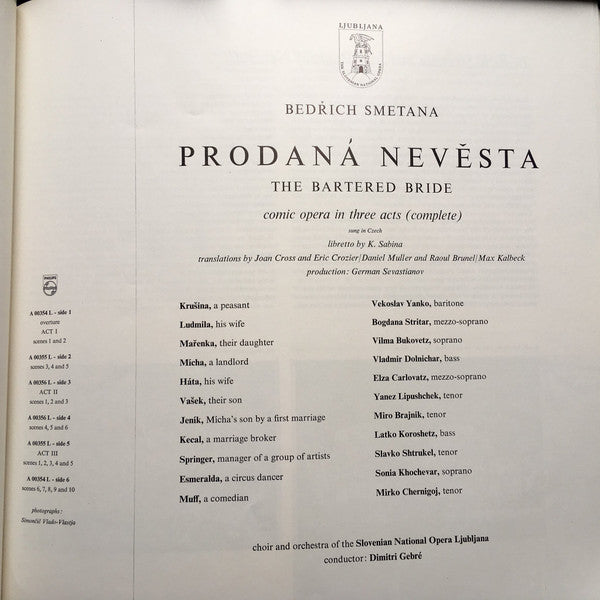 LJUBLJANA
THE SLOVENIAN NATIONAL OPERA
BEDŘICH SMETANA
PRODANÁ NEVĚSTA
THE BARTERED BRIDE
comic opera in three acts (complete)
sung in Czech
libretto by K. Sabina
translations by Joan Cross and Eric Crozier/Daniel Muller and Raoul Brunel/Max Kalbeck
production: German Sevastianov
PHILIPS
A 00354 L - side 1
overture
ACT I
scenes 1 and 2
A 00355 L - side 2
scenes 3, 4 and 5
A 00356 L - side 3
ACT II
scenes 1, 2 and 3
A 00356 L - side 4
scenes 4, 5 and 6
A 00355 L - side 5
ACT III
scenes 1, 2, 3, 4 and 5
A 00354 L - side 6
scenes 6, 7, 8, 9 and 10
photographs:
Simončič Vlado-Vlastja
Krušina, a peasant
Ludmila, his wife
Mařenka, their daughter
Mícha, a landlord
Háta, his wife
Vašek, their son
Jeník, Micha's son by a first marriage
Kecal, a marriage broker
Springer, manager of a group of artists
Esmeralda, a circus dancer
Muff, a comedian
Vekoslav Yanko, baritone
Bogdana Stritar, mezzo-soprano
Vilma Bukovetz, soprano
Vladimir Dolnichar, bass
Elza Carlovatz, mezzo-soprano
Yanez Lipushchek, tenor
Miro Brajnik, tenor
Latko Koroshetz, bass
Slavko Shtrukel, tenor
Sonia Khochevar, soprano
Mirko Chernigoj, tenor
choir and orchestra of the Slovenian National Opera Ljubljana
conductor: Dimitri Gebré